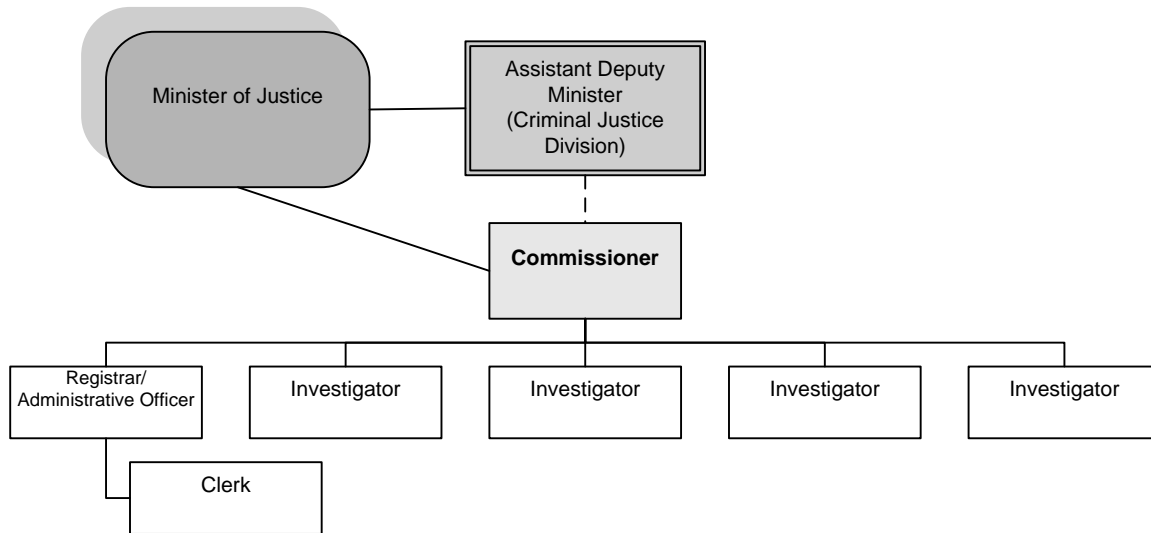 Minister of Justice
Assistant Deputy
Minister
(Criminal Justice
Division)
Commissioner
Registrar/
Administrative Officer
Investigator
Investigator
Investigator
Investigator
Clerk